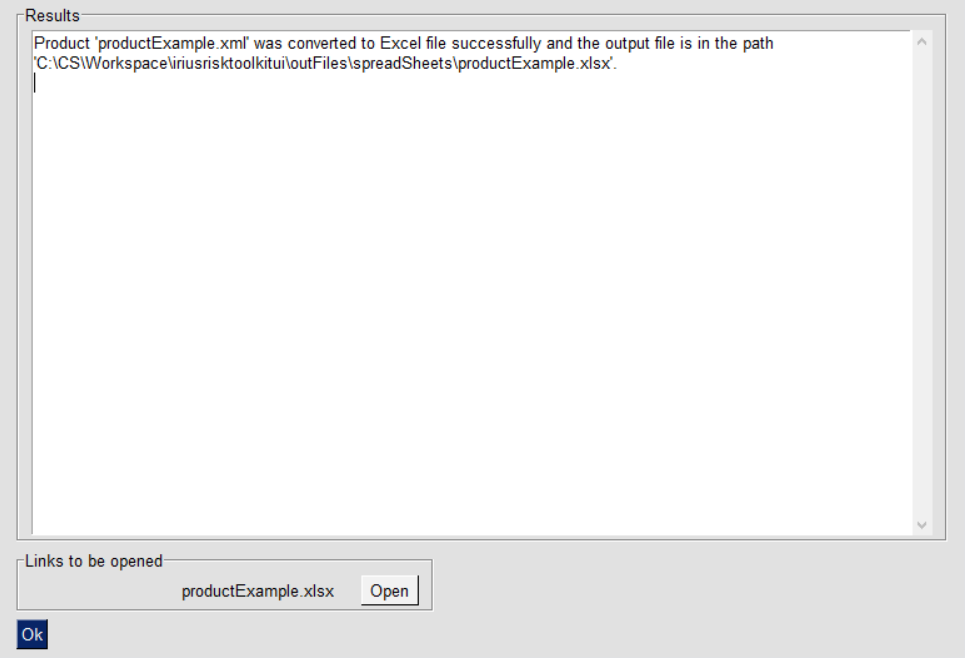 Results
Product 'productExample.xml' was converted to Excel file successfully and the output file is in the path
'C:\CS\Workspace\iriusrisktoolkitui\outFiles\spreadSheets\productExample.xlsx'.
Links to be opened
productExample.xlsx Open
Ok